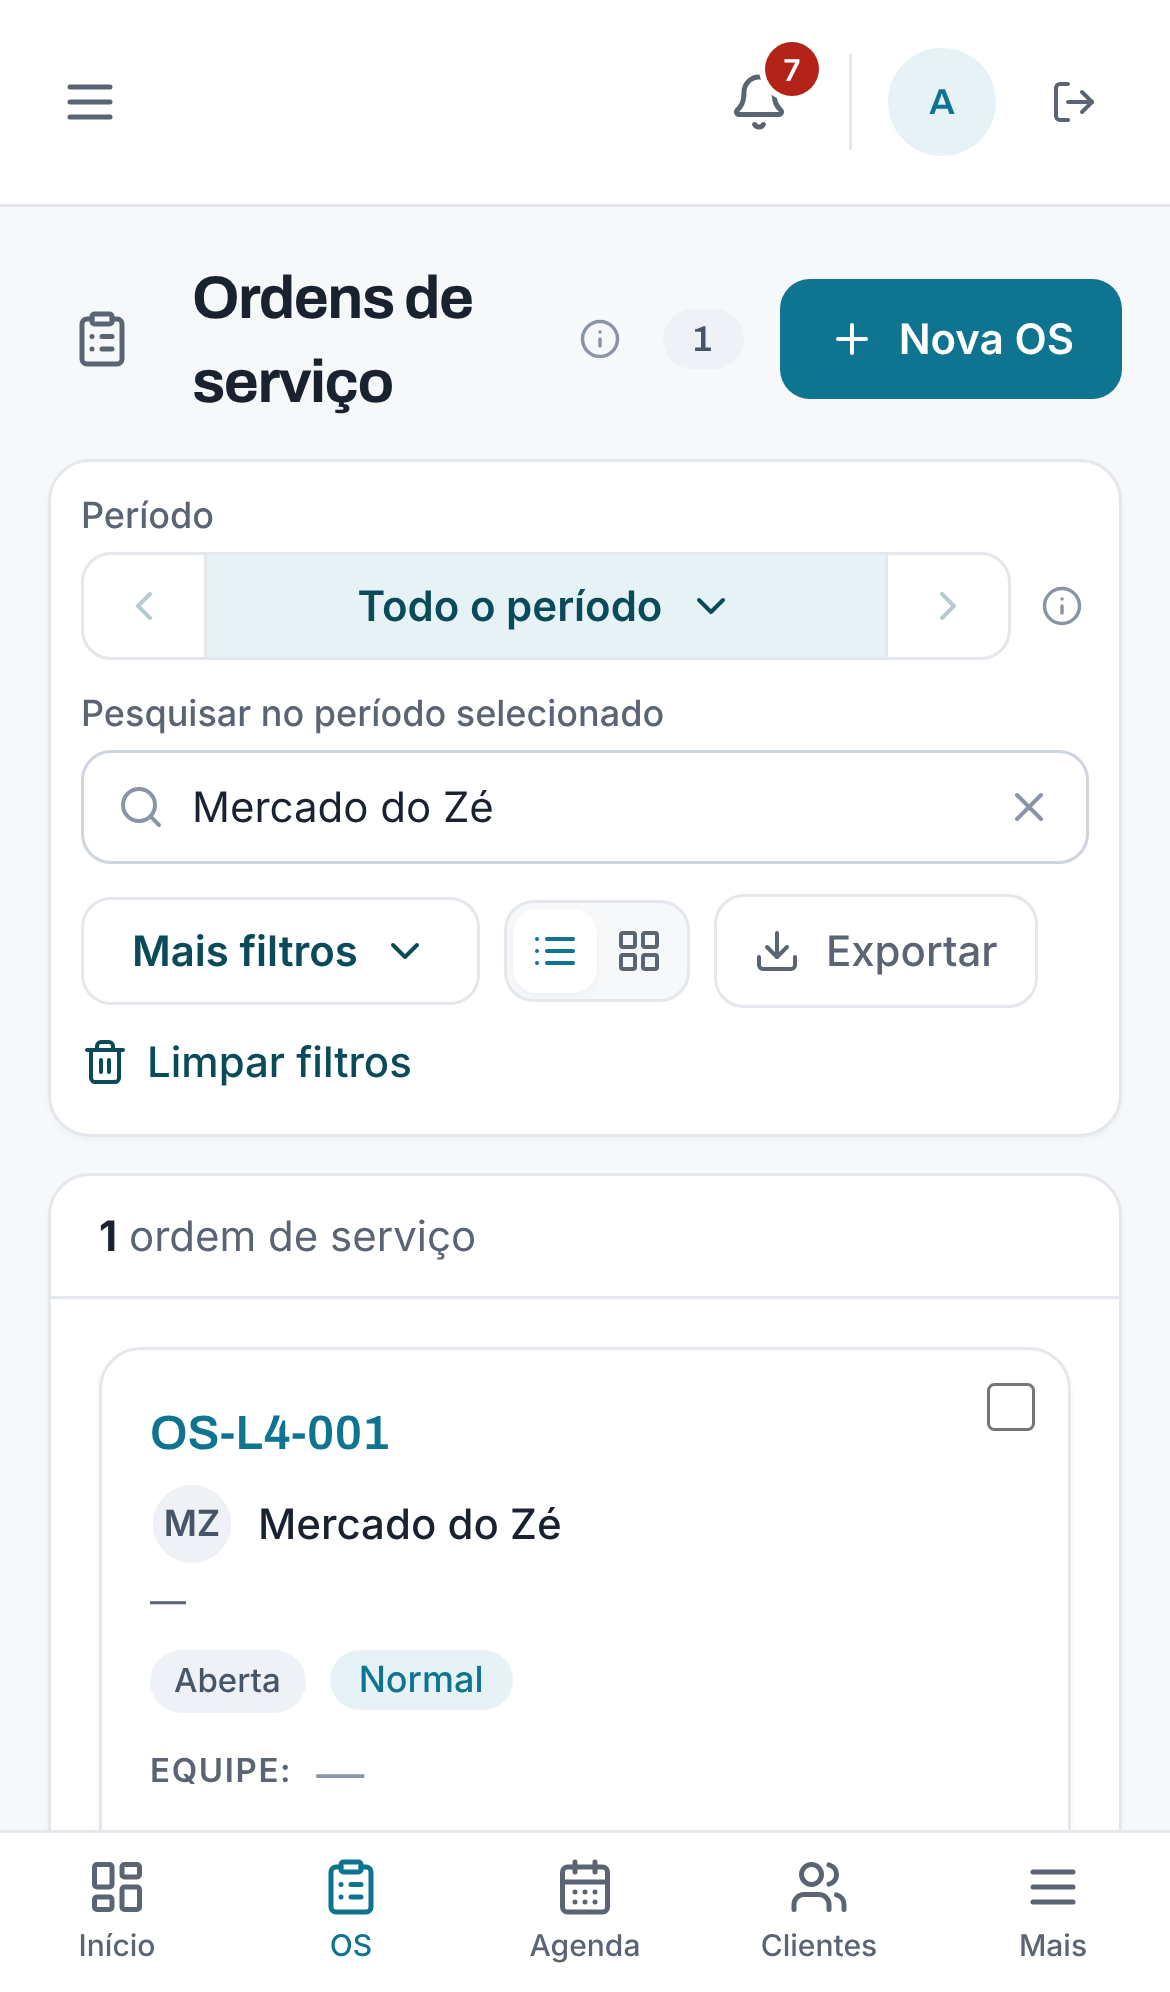 7
A
Ordens de
serviço
1
Nova OS
Período
Todo o período
Pesquisar no período selecionado
Mercado do Zé
Mais filtros
Exportar
Limpar filtros
1 ordem de serviço
OS-L4-001
MZ
Mercado do Zé
—
Aberta
Normal
EQUIPE: —
Início
OS
Agenda
Clientes
Mais